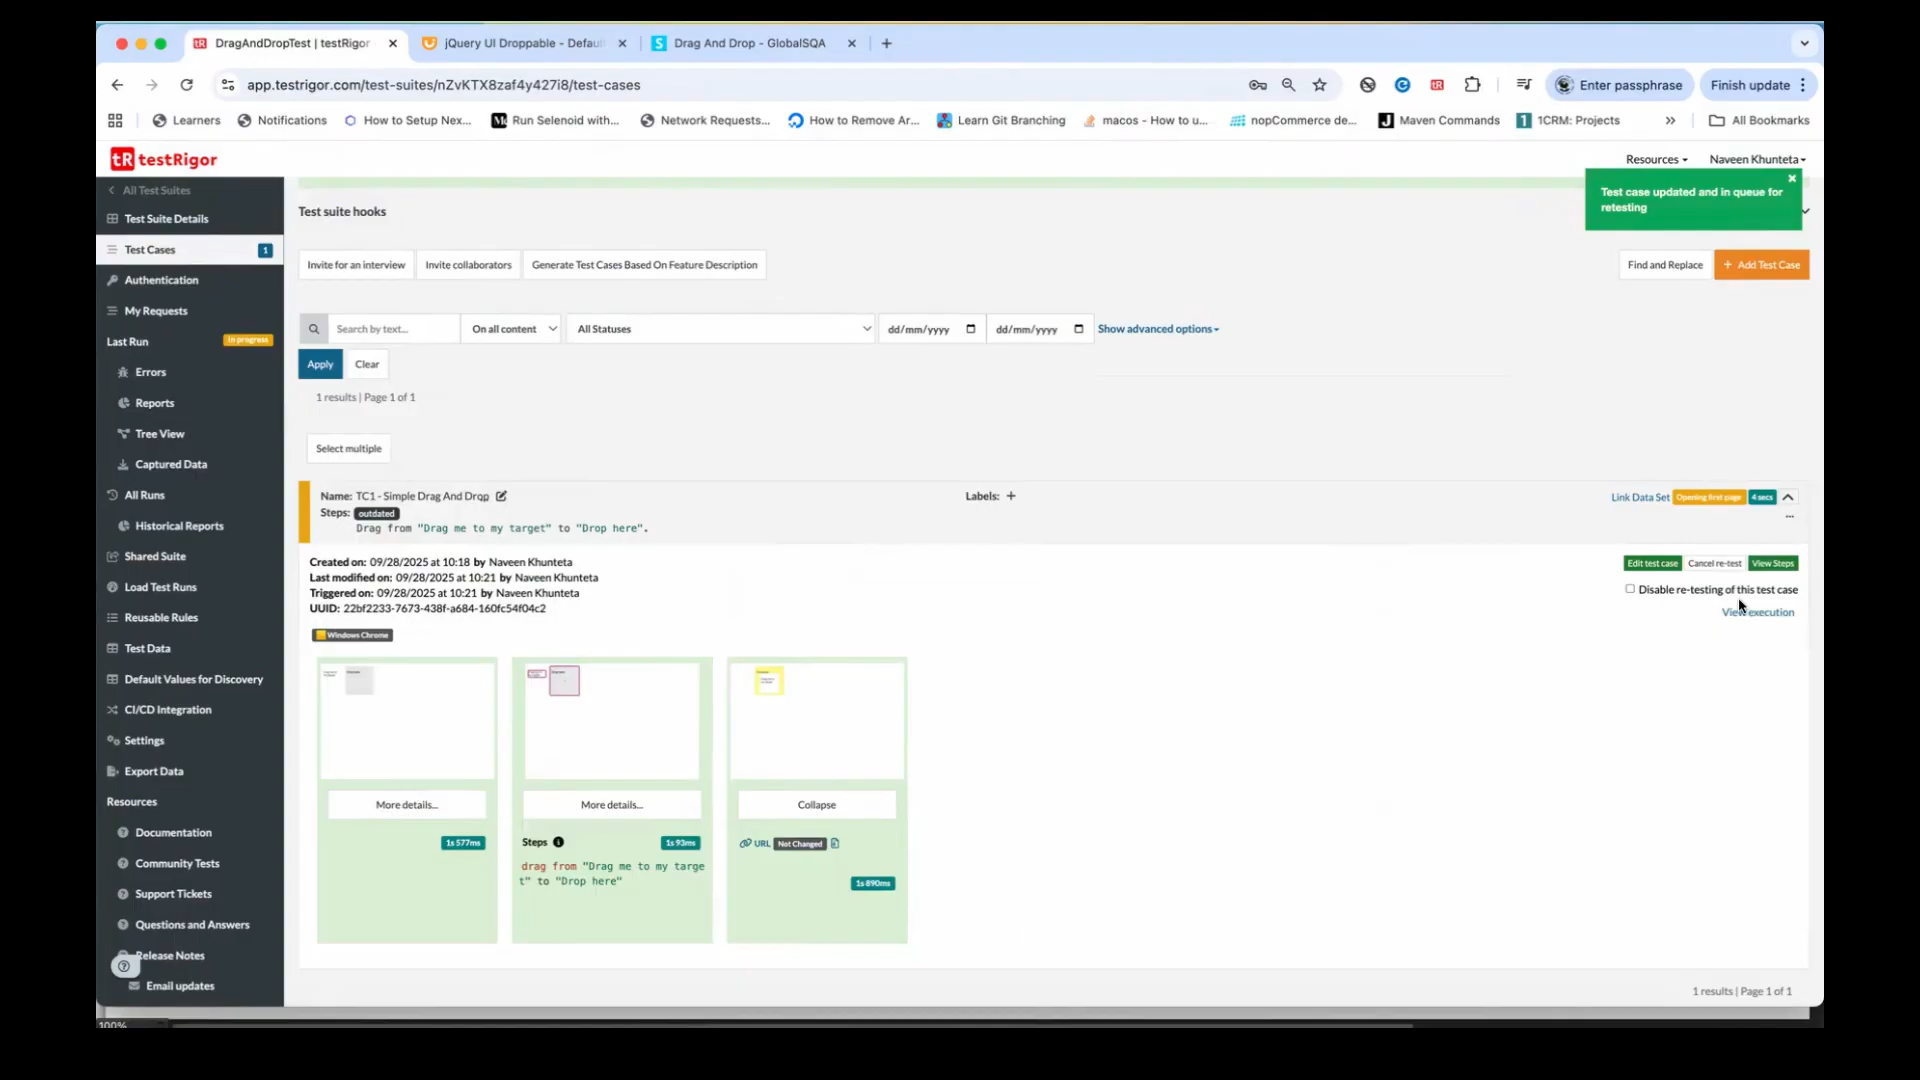 DragAndDropTest | testRigor
jQuery UI Droppable - Defaul
Drag And Drop - GlobalSQA
app.testrigor.com/test-suites/nZvKTX8zaf4y427i8/test-cases
Enter passphrase
Finish update
Learners
Notifications
How to Setup Nex...
Run Selenoid with...
Network Requests...
How to Remove Ar...
Learn Git Branching
macos - How to u...
nopCommerce de...
Maven Commands
1CRM: Projects
All Bookmarks
tR testRigor
Resources
Naveen Khunteta
Test case updated and in queue for
retesting
All Test Suites
Test Suite Details
Test Cases 1
Authentication
My Requests
Last Run In progress
Errors
Reports
Tree View
Captured Data
All Runs
Historical Reports
Shared Suite
Load Test Runs
Reusable Rules
Test Data
Default Values for Discovery
CI/CD Integration
Settings
Export Data
Resources
Documentation
Community Tests
Support Tickets
Questions and Answers
Release Notes
Email updates
Test suite hooks
Invite for an interview
Invite collaborators
Generate Test Cases Based On Feature Description
Find and Replace
+ Add Test Case
Search by text...
On all content
All Statuses
dd/mm/yyyy
dd/mm/yyyy
Show advanced options
Apply
Clear
1 results | Page 1 of 1
Select multiple
Name: TC1 - Simple Drag And Drop
Labels: +
Link Data Set
Opening first page
4 secs
Steps: outdated
Drag from "Drag me to my target" to "Drop here".
...
Created on: 09/28/2025 at 10:18 by Naveen Khunteta
Last modified on: 09/28/2025 at 10:21 by Naveen Khunteta
Triggered on: 09/28/2025 at 10:21 by Naveen Khunteta
UUID: 22bf2233-7673-438f-a684-160fc54f04c2
Edit test case
Cancel re-test
View Steps
Disable re-testing of this test case
View execution
Windows Chrome
More details...
More details...
Collapse
1s 577ms
Steps
1s 93ms
URL Not Changed
drag from "Drag me to my targe
t" to "Drop here"
1s 890ms
1 results | Page 1 of 1
100%